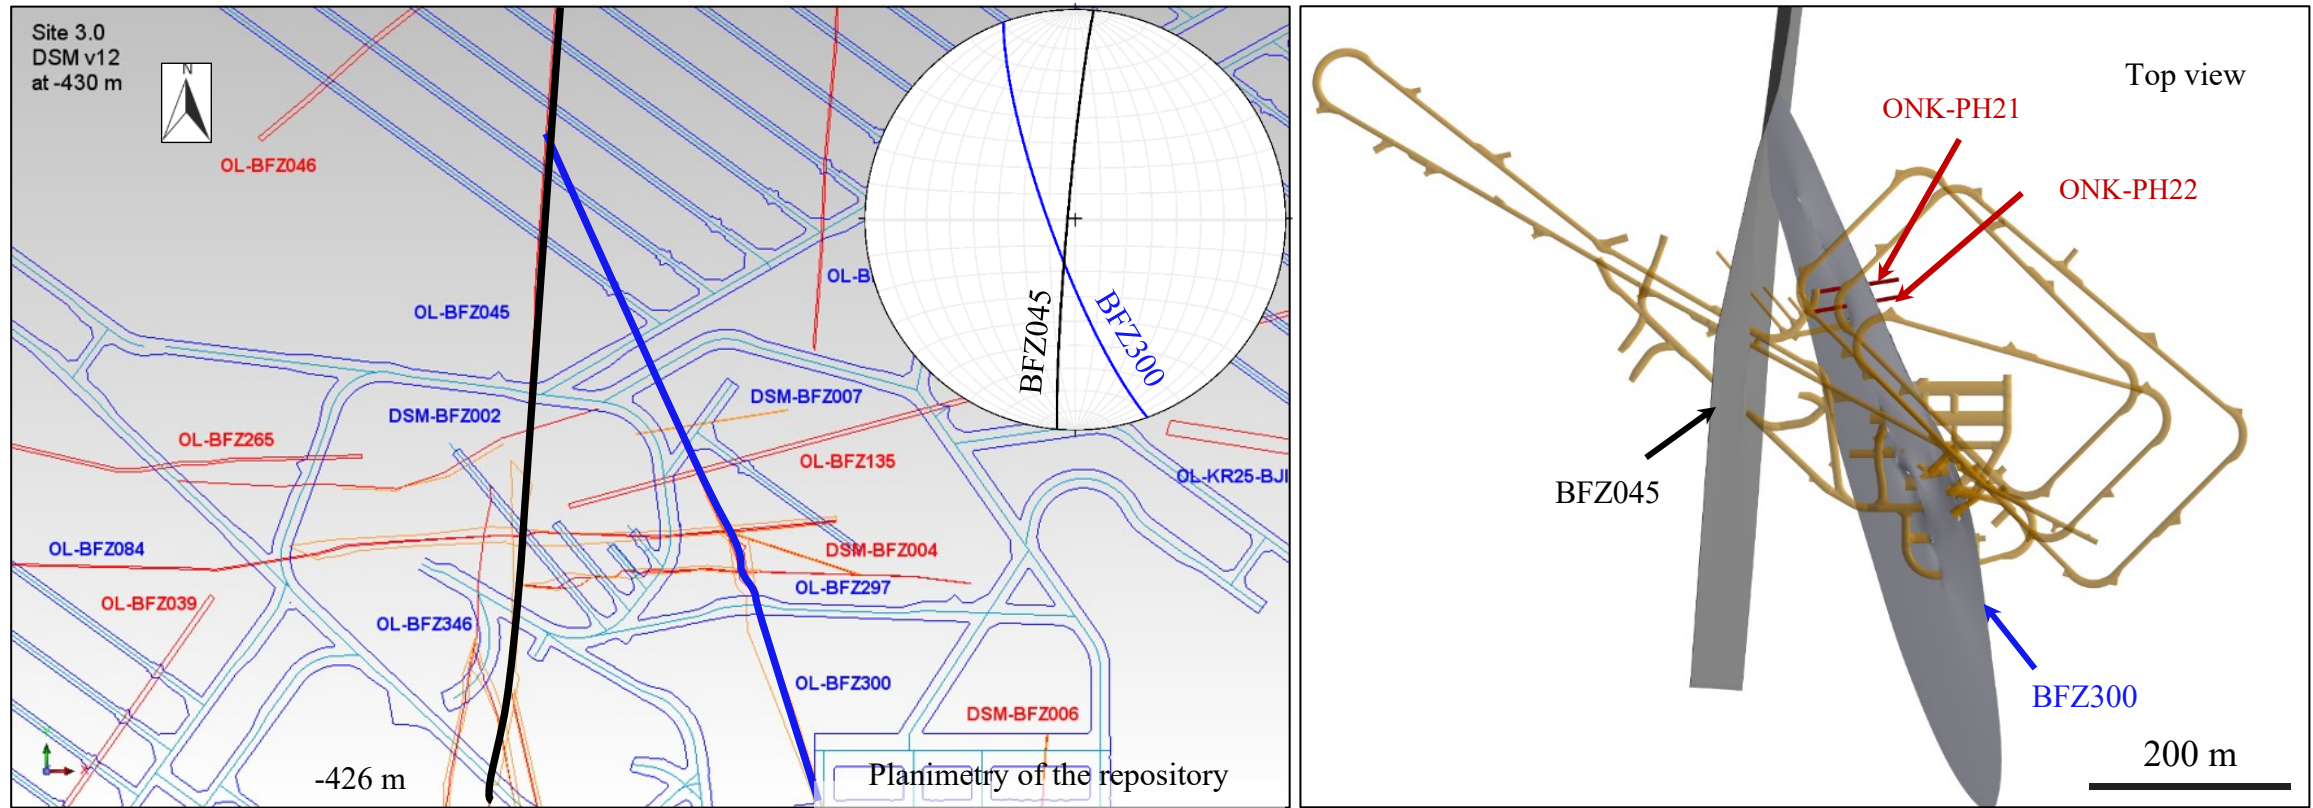 Site 3.0
DSM v12
at -430 m
N
OL-BFZ046
OL-BFZ045
OL-B
DSM-BFZ002
DSM-BFZ007
OL-BFZ265
OL-BFZ135
OL-KR25-BJI
OL-BFZ084
DSM-BFZ004
OL-BFZ297
OL-BFZ039
OL-BFZ346
OL-BFZ300
DSM-BFZ006
-426 m
Planimetry of the repository
BFZ045
BFZ300
Top view
ONK-PH21
ONK-PH22
BFZ045
BFZ300
200 m